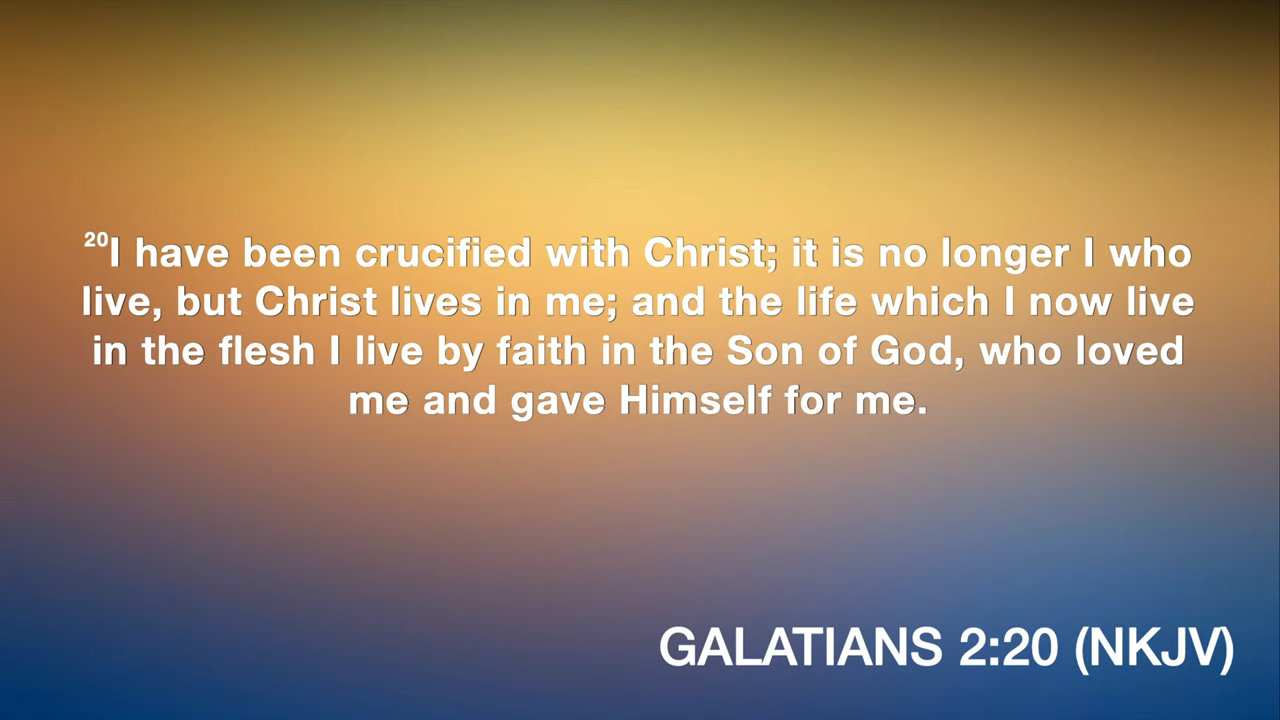 20I have been crucified with Christ; it is no longer I who
live, but Christ lives in me; and the life which I now live
in the flesh I live by faith in the Son of God, who loved
me and gave Himself for me.
GALATIANS 2:20 (NKJV)